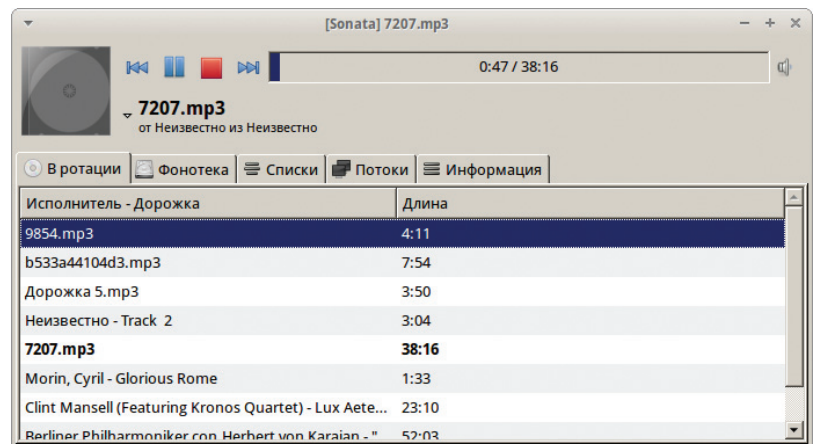 [Sonata] 7207.mp3
0:47 / 38:16
7207.mp3
от Неизвестно из Неизвестно
В ротации Фонотека Списки Потоки Информация
Исполнитель - Дорожка Длина
9854.mp3 4:11
b533a44104d3.mp3 7:54
Дорожка 5.mp3 3:50
Неизвестно - Track 2 3:04
7207.mp3 38:16
Morin, Cyril - Glorious Rome 1:33
Clint Mansell (Featuring Kronos Quartet) - Lux Aete... 23:10
Berliner Philharmoniker con Herbert von Karajan - " 52:03